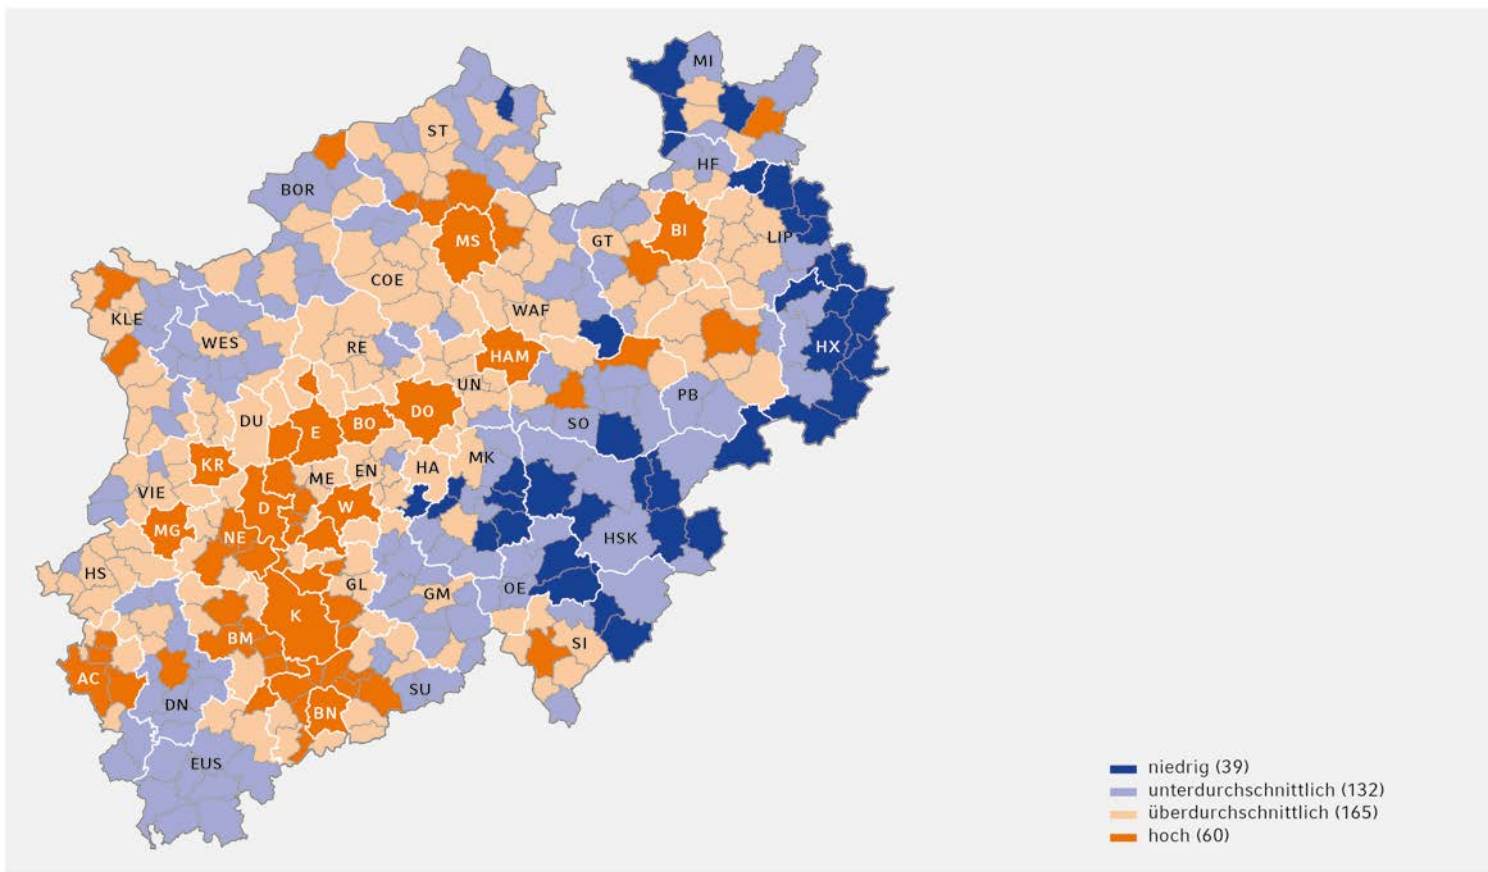 MI
ST
HF
BOR
BI
MS
GT
LIP
COE
WAF
KLE
WES
RE
HX
HAM
UN
PB
DO
DU
BO
SO
E
MK
KR
HA
EN
ME
VIE
D
W
MG
NE
HSK
HS
GL
OE
GM
K
BM
SI
AC
SU
DN
BN
EUS
niedrig (39)
unterdurchschnittlich (132)
überdurchschnittlich (165)
hoch (60)